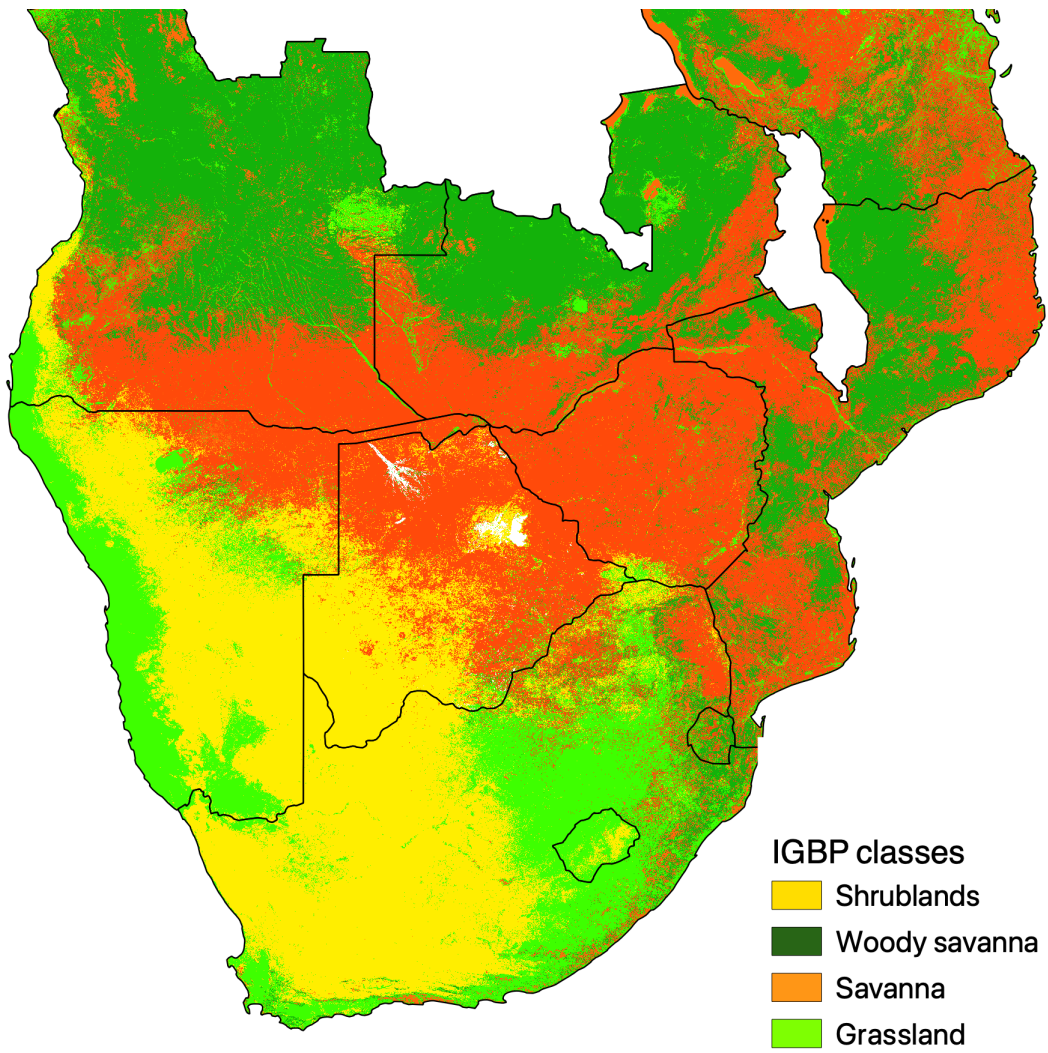 IGBP classes
Shrublands
Woody savanna
Savanna
Grassland